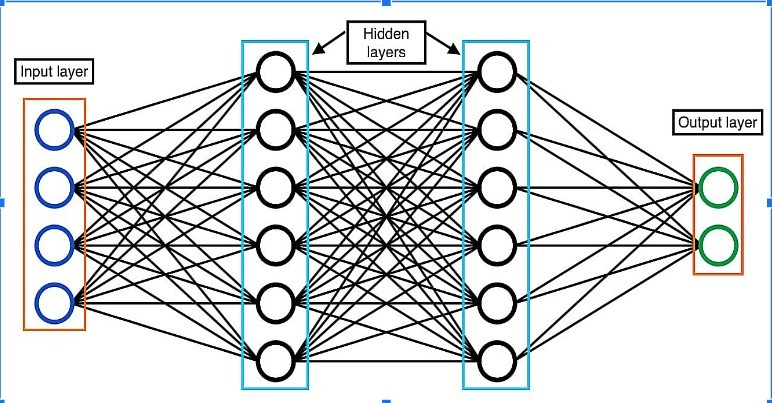 Hidden
layers
Input layer
Output layer